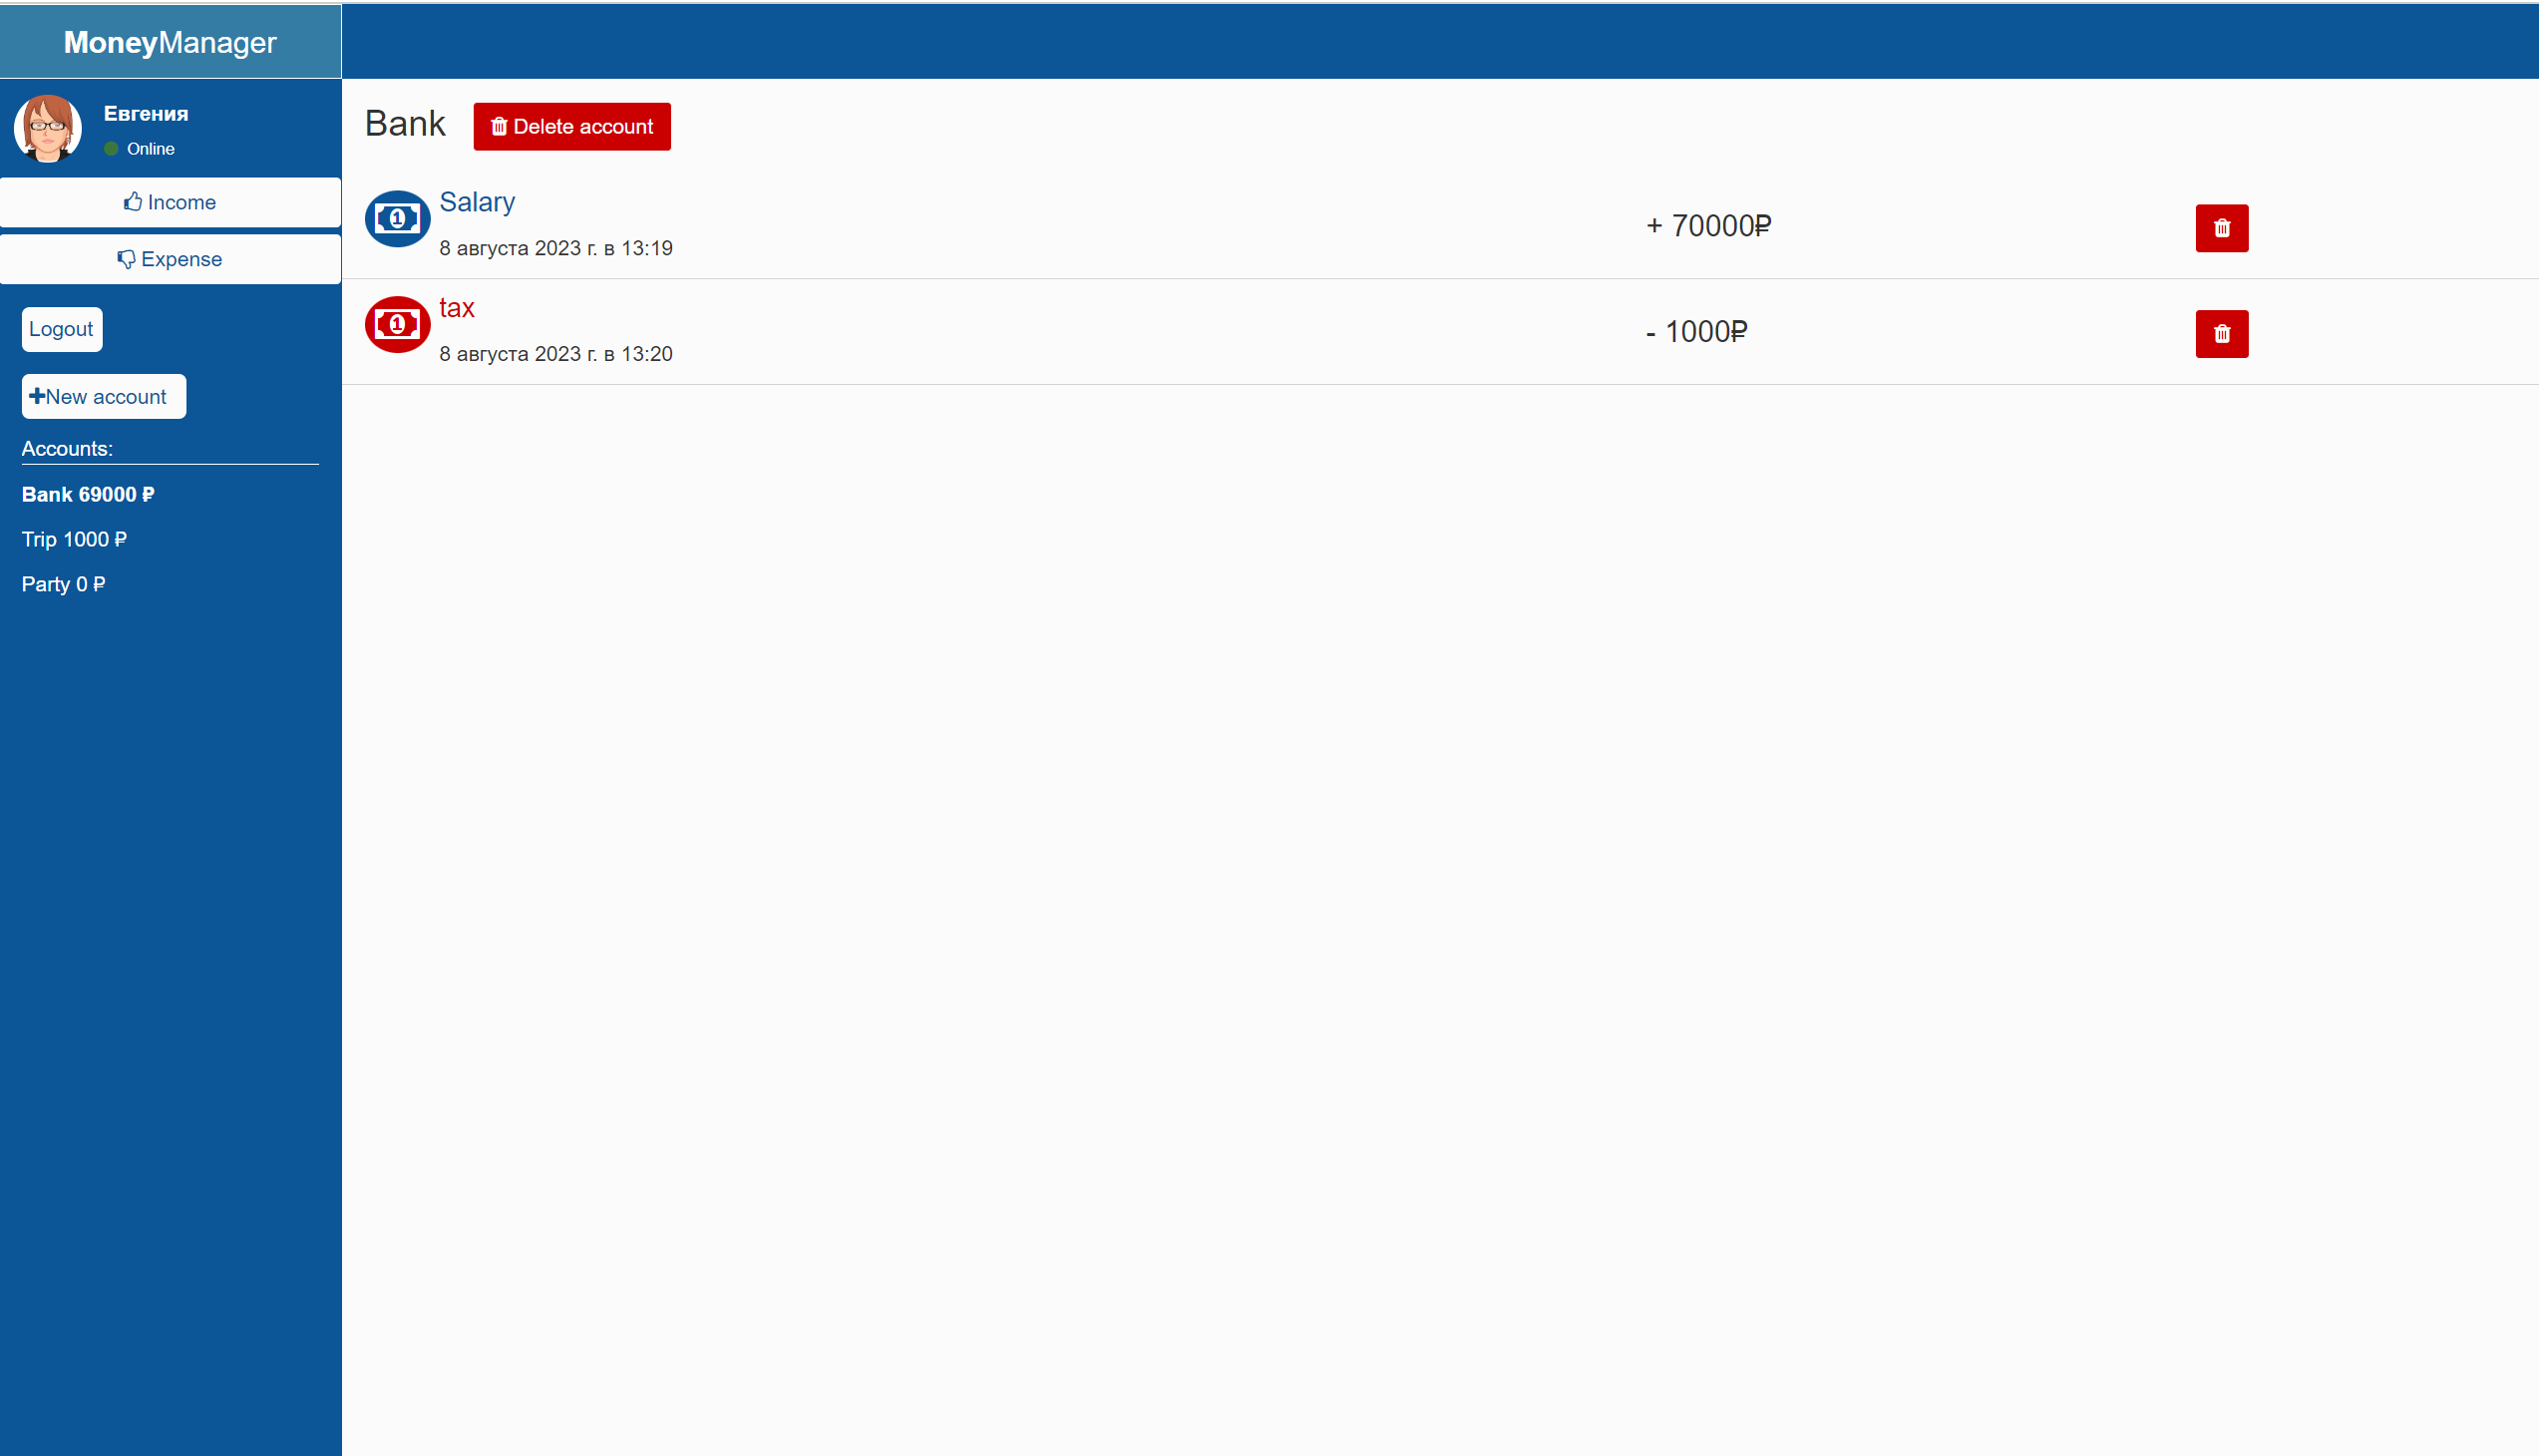 MoneyManager
Евгения
Online
Income
Expense
Logout
New account
Accounts:
Bank 69000 ₽
Trip 1000 ₽
Party 0 ₽
Bank
Delete account
Salary
8 августа 2023 г. в 13:19
+ 70000₽
tax
8 августа 2023 г. в 13:20
- 1000₽